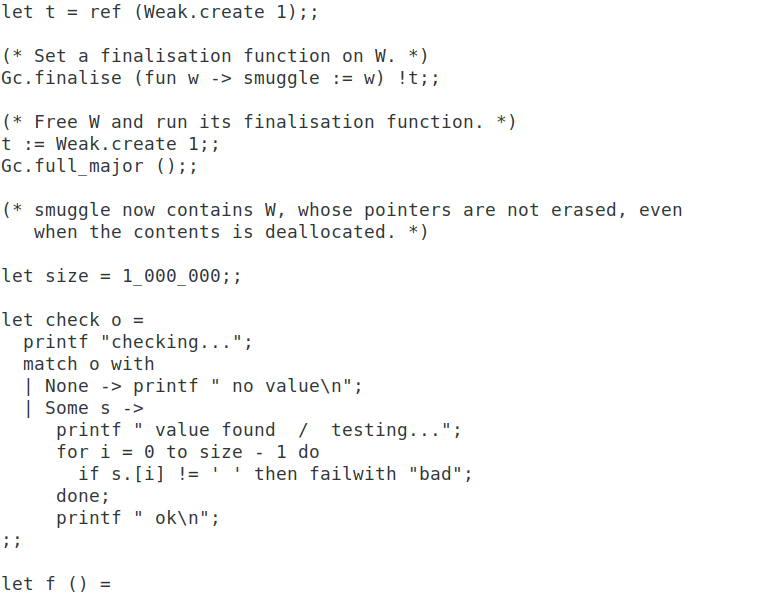 let t = ref (Weak.create 1);;

(* Set a finalisation function on W. *)
Gc.finalise (fun w -> smuggle := w) !t;;

(* Free W and run its finalisation function. *)
t := Weak.create 1;;
Gc.full_major ();;

(* smuggle now contains W, whose pointers are not erased, even
   when the contents is deallocated. *)

let size = 1_000_000;;

let check o =
  printf "checking...";
  match o with
  | None -> printf " no value\n";
  | Some s ->
     printf " value found  /  testing...";
     for i = 0 to size - 1 do
       if s.[i] != ' ' then failwith "bad";
     done;
     printf " ok\n";
;;

let f () =